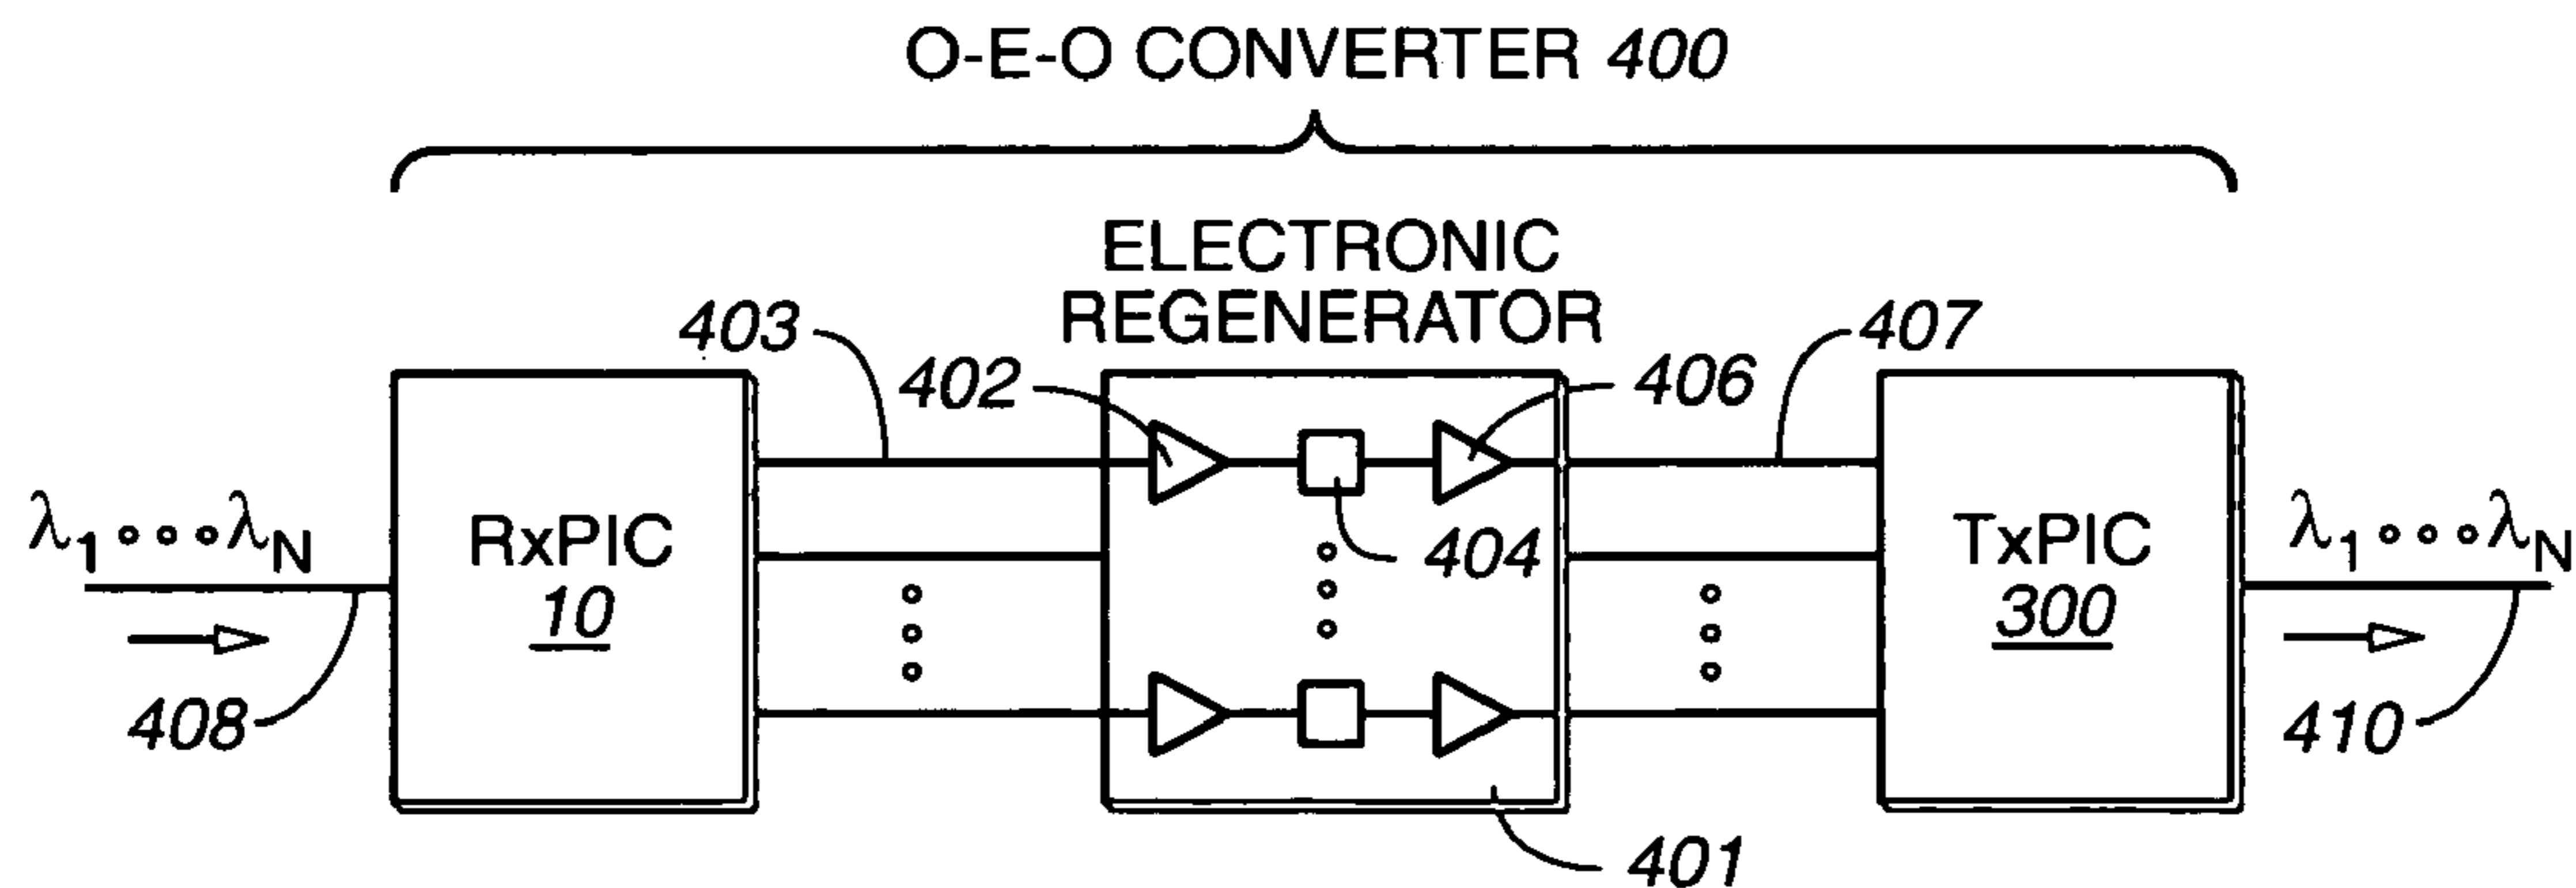 O-E-O CONVERTER 400
ELECTRONIC
REGENERATOR
403
402
406
407
λ1 ∘ ∘ ∘ λN
RxPIC
10
404
TxPIC
300
λ1 ∘ ∘ ∘ λN
408
410
401